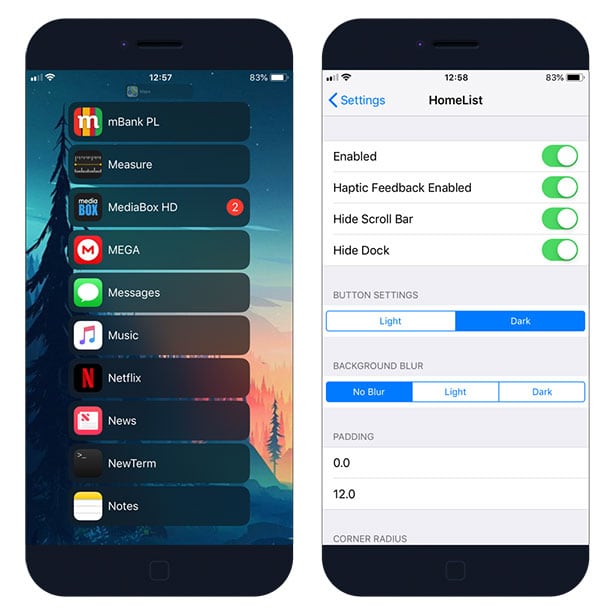 12:57
83%
Maps
mBank PL
Measure
media
BOX
MediaBox HD
2
MEGA
Messages
Music
Netflix
News
>_
NewTerm
Notes
12:58
83%
Settings
HomeList
Enabled
Haptic Feedback Enabled
Hide Scroll Bar
Hide Dock
BUTTON SETTINGS
Light Dark
BACKGROUND BLUR
No Blur Light Dark
PADDING
0.0
12.0
CORNER RADIUS